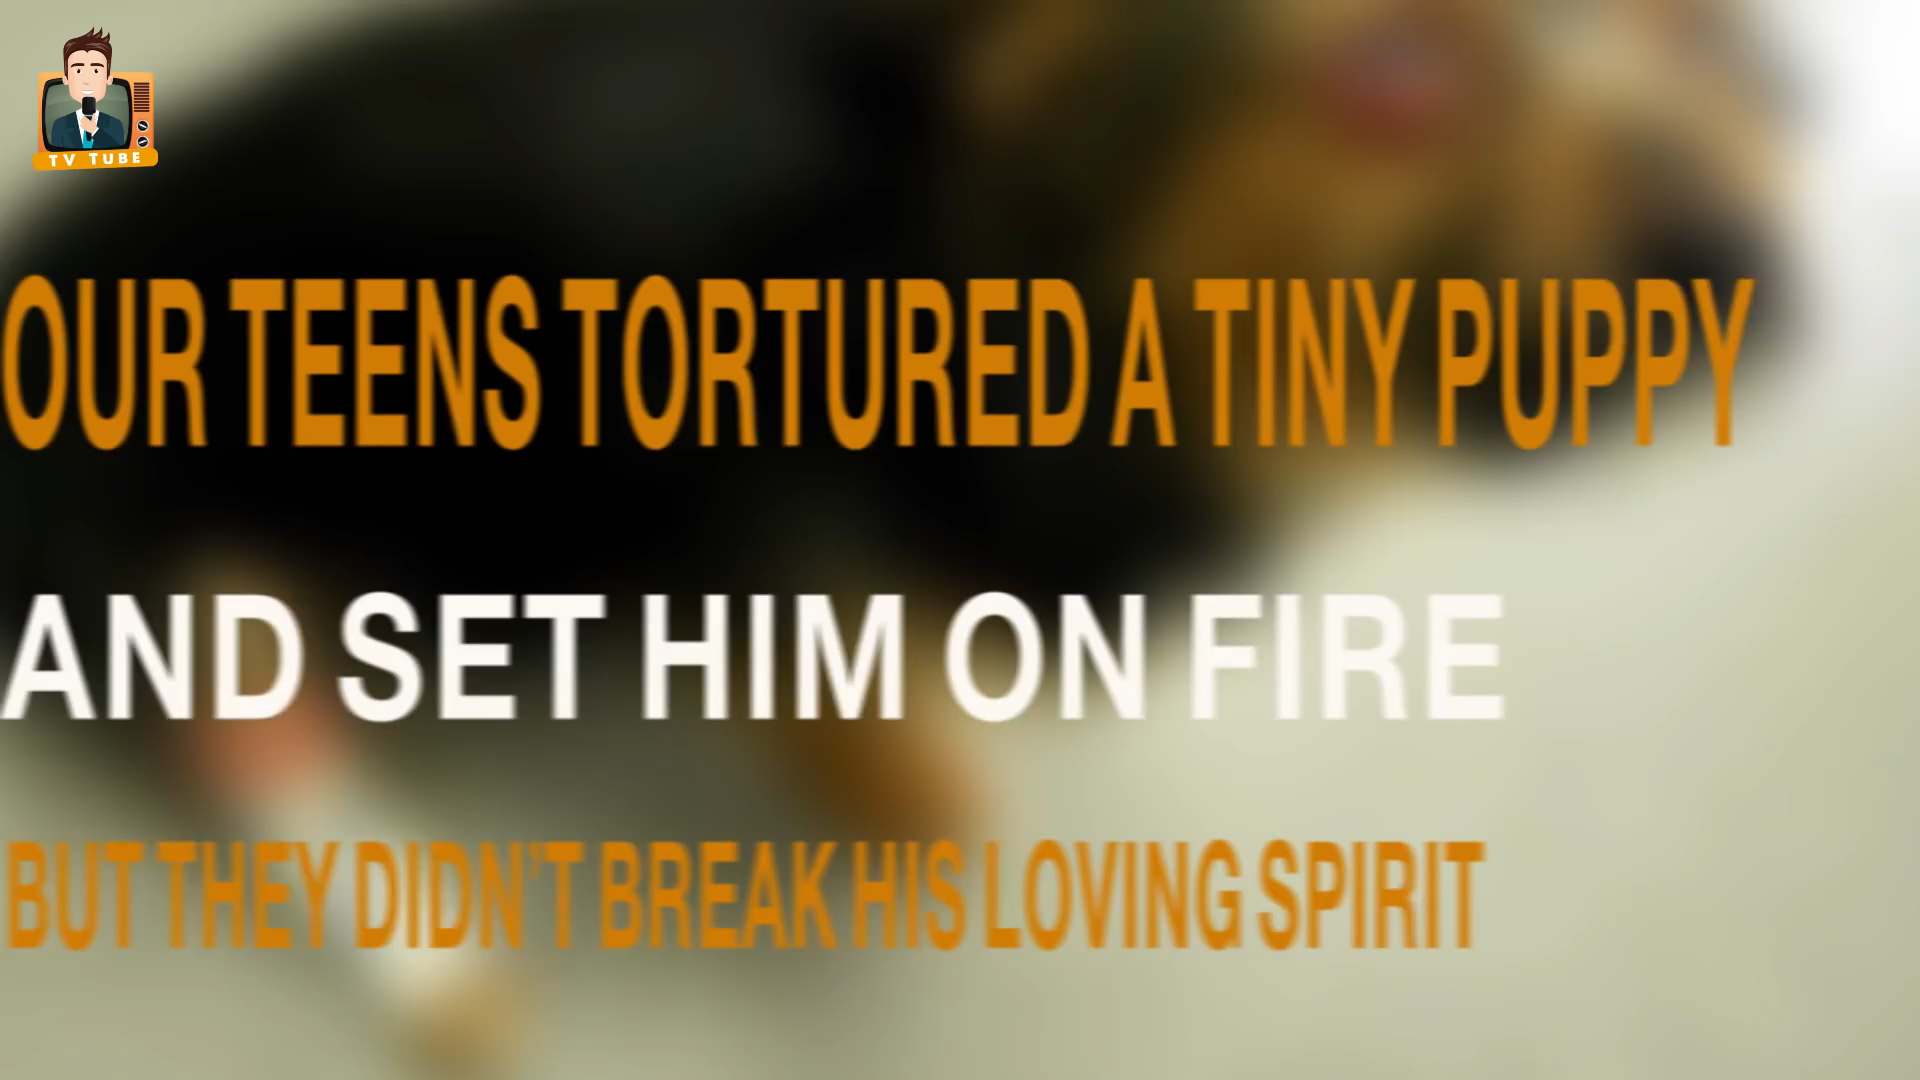 TV TUBE
OUR TEENS TORTURED A TINY PUPPY
AND SET HIM ON FIRE
BUT THEY DIDN'T BREAK HIS LOVING SPIRIT